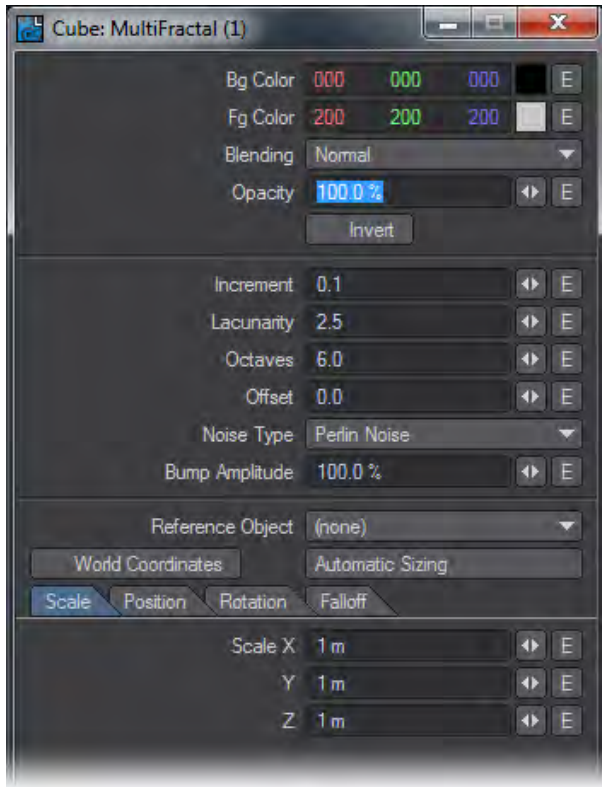 Cube: MultiFractal (1)
Bg Color 000 000 000 E
Fg Color 200 200 200 E
Blending Normal
Opacity 100.0 % E
Invert
Increment 0.1 E
Lacunarity 2.5 E
Octaves 6.0 E
Offset 0.0 E
Noise Type Perlin Noise
Bump Amplitude 100.0 % E
Reference Object (none)
World Coordinates Automatic Sizing
Scale Position Rotation Falloff
Scale X 1 m E
Y 1 m E
Z 1 m E